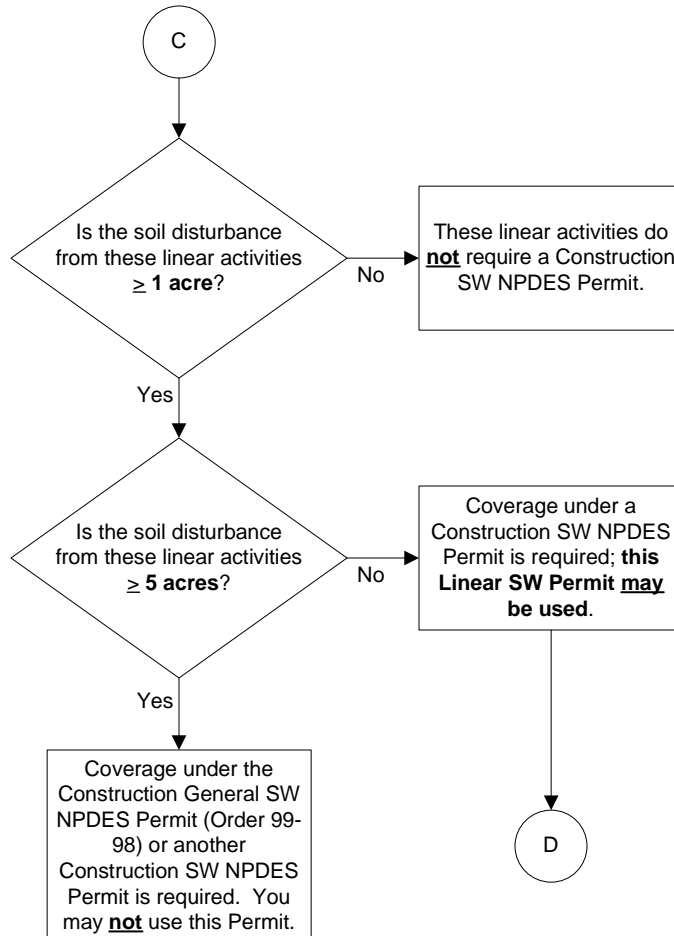 C
Is the soil disturbance
from these linear activities
≥ 1 acre?
No
These linear activities do
not require a Construction
SW NPDES Permit.
Yes
Is the soil disturbance
from these linear activities
≥ 5 acres?
No
Coverage under a
Construction SW NPDES
Permit is required; this
Linear SW Permit may
be used.
Yes
Coverage under the
Construction General SW
NPDES Permit (Order 99-
98) or another
Construction SW NPDES
Permit is required.  You
may not use this Permit.
D